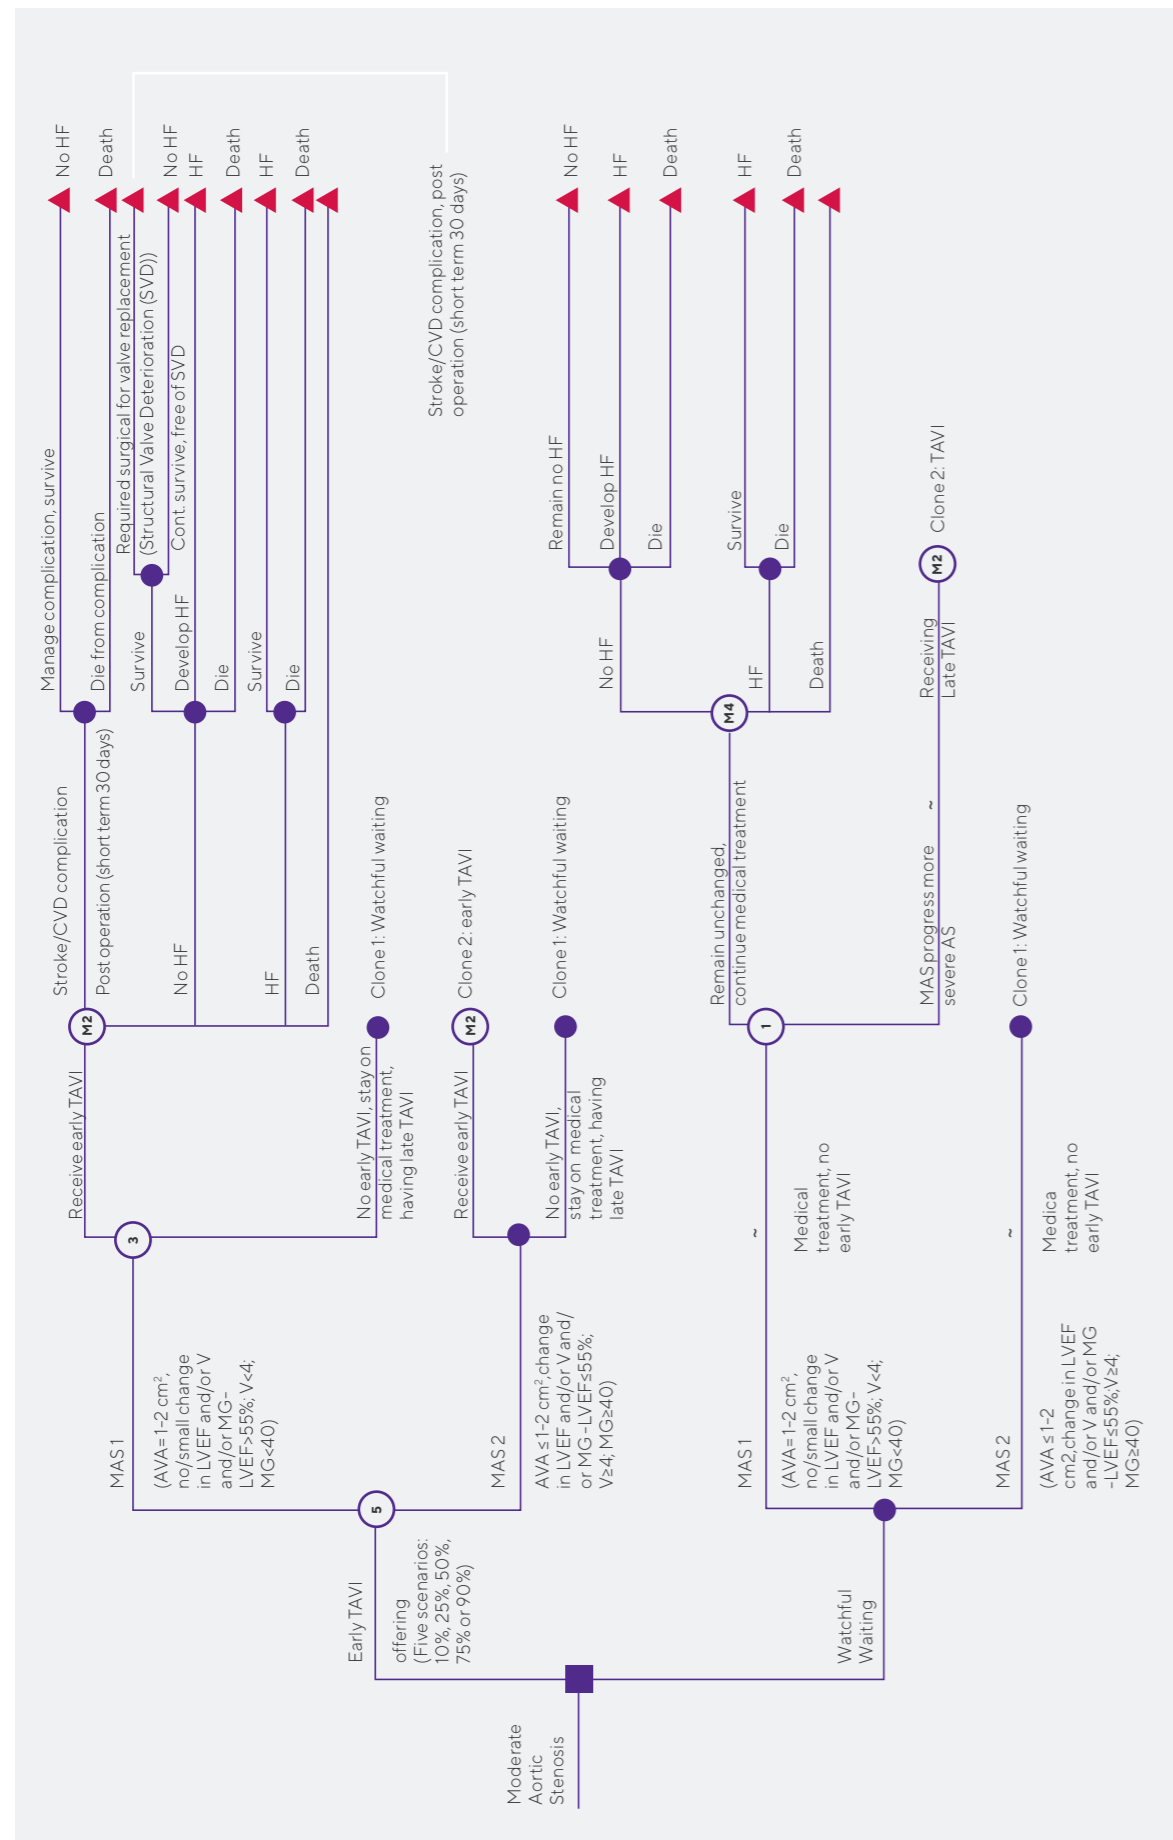 Moderate
Aortic
Stenosis
Early TAVI
offering
(Five scenarios:
10%, 25%, 50%,
75% or 90%)
5
MAS 1
(AVA=1-2 cm²,
no/small change
in LVEF and/or V
and/or MG-
LVEF>55%; V<4;
MG<40)
3
Receive early TAVI
M2
Stroke/CVD complication
Post operation (short term 30 days)
Manage complication, survive
No HF
Die from complication
Death
No HF
Survive
Required surgical for valve replacement
(Structural Valve Deterioration (SVD))
Cont. survive, free of SVD
No HF
Develop HF
HF
Die
Death
HF
Survive
HF
Die
Death
Death
Stroke/CVD complication, post
operation (short term 30 days)
No early TAVI, stay on
medical treatment,
having late TAVI
Clone 1: Watchful waiting
MAS 2
AVA ≤ 1-2 cm², change
in LVEF and/or V and/
or MG -LVEF≤55%;
V≥4; MG≥40)
Receive early TAVI
M2
Clone 2: early TAVI
No early TAVI,
stay on medical
treatment, having
late TAVI
Clone 1: Watchful waiting
Watchful
Waiting
MAS 1
(AVA=1-2 cm²,
no/small change
in LVEF and/or V
and/or MG-
LVEF>55%; V<4;
MG<40)
~
Medical
treatment, no
early TAVI
1
Remain unchanged,
continue medical treatment
M4
No HF
Remain no HF
No HF
Develop HF
HF
Die
Death
HF
Survive
HF
Die
Death
Death
MAS progress more
severe AS
~
Receiving
Late TAVI
M2
Clone 2: TAVI
MAS 2
(AVA ≤ 1-2
cm2,change in LVEF
and/or V and/or MG
-LVEF≤55%;V≥4;
MG≥40)
~
Medica
treatment, no
early TAVI
Clone 1: Watchful waiting